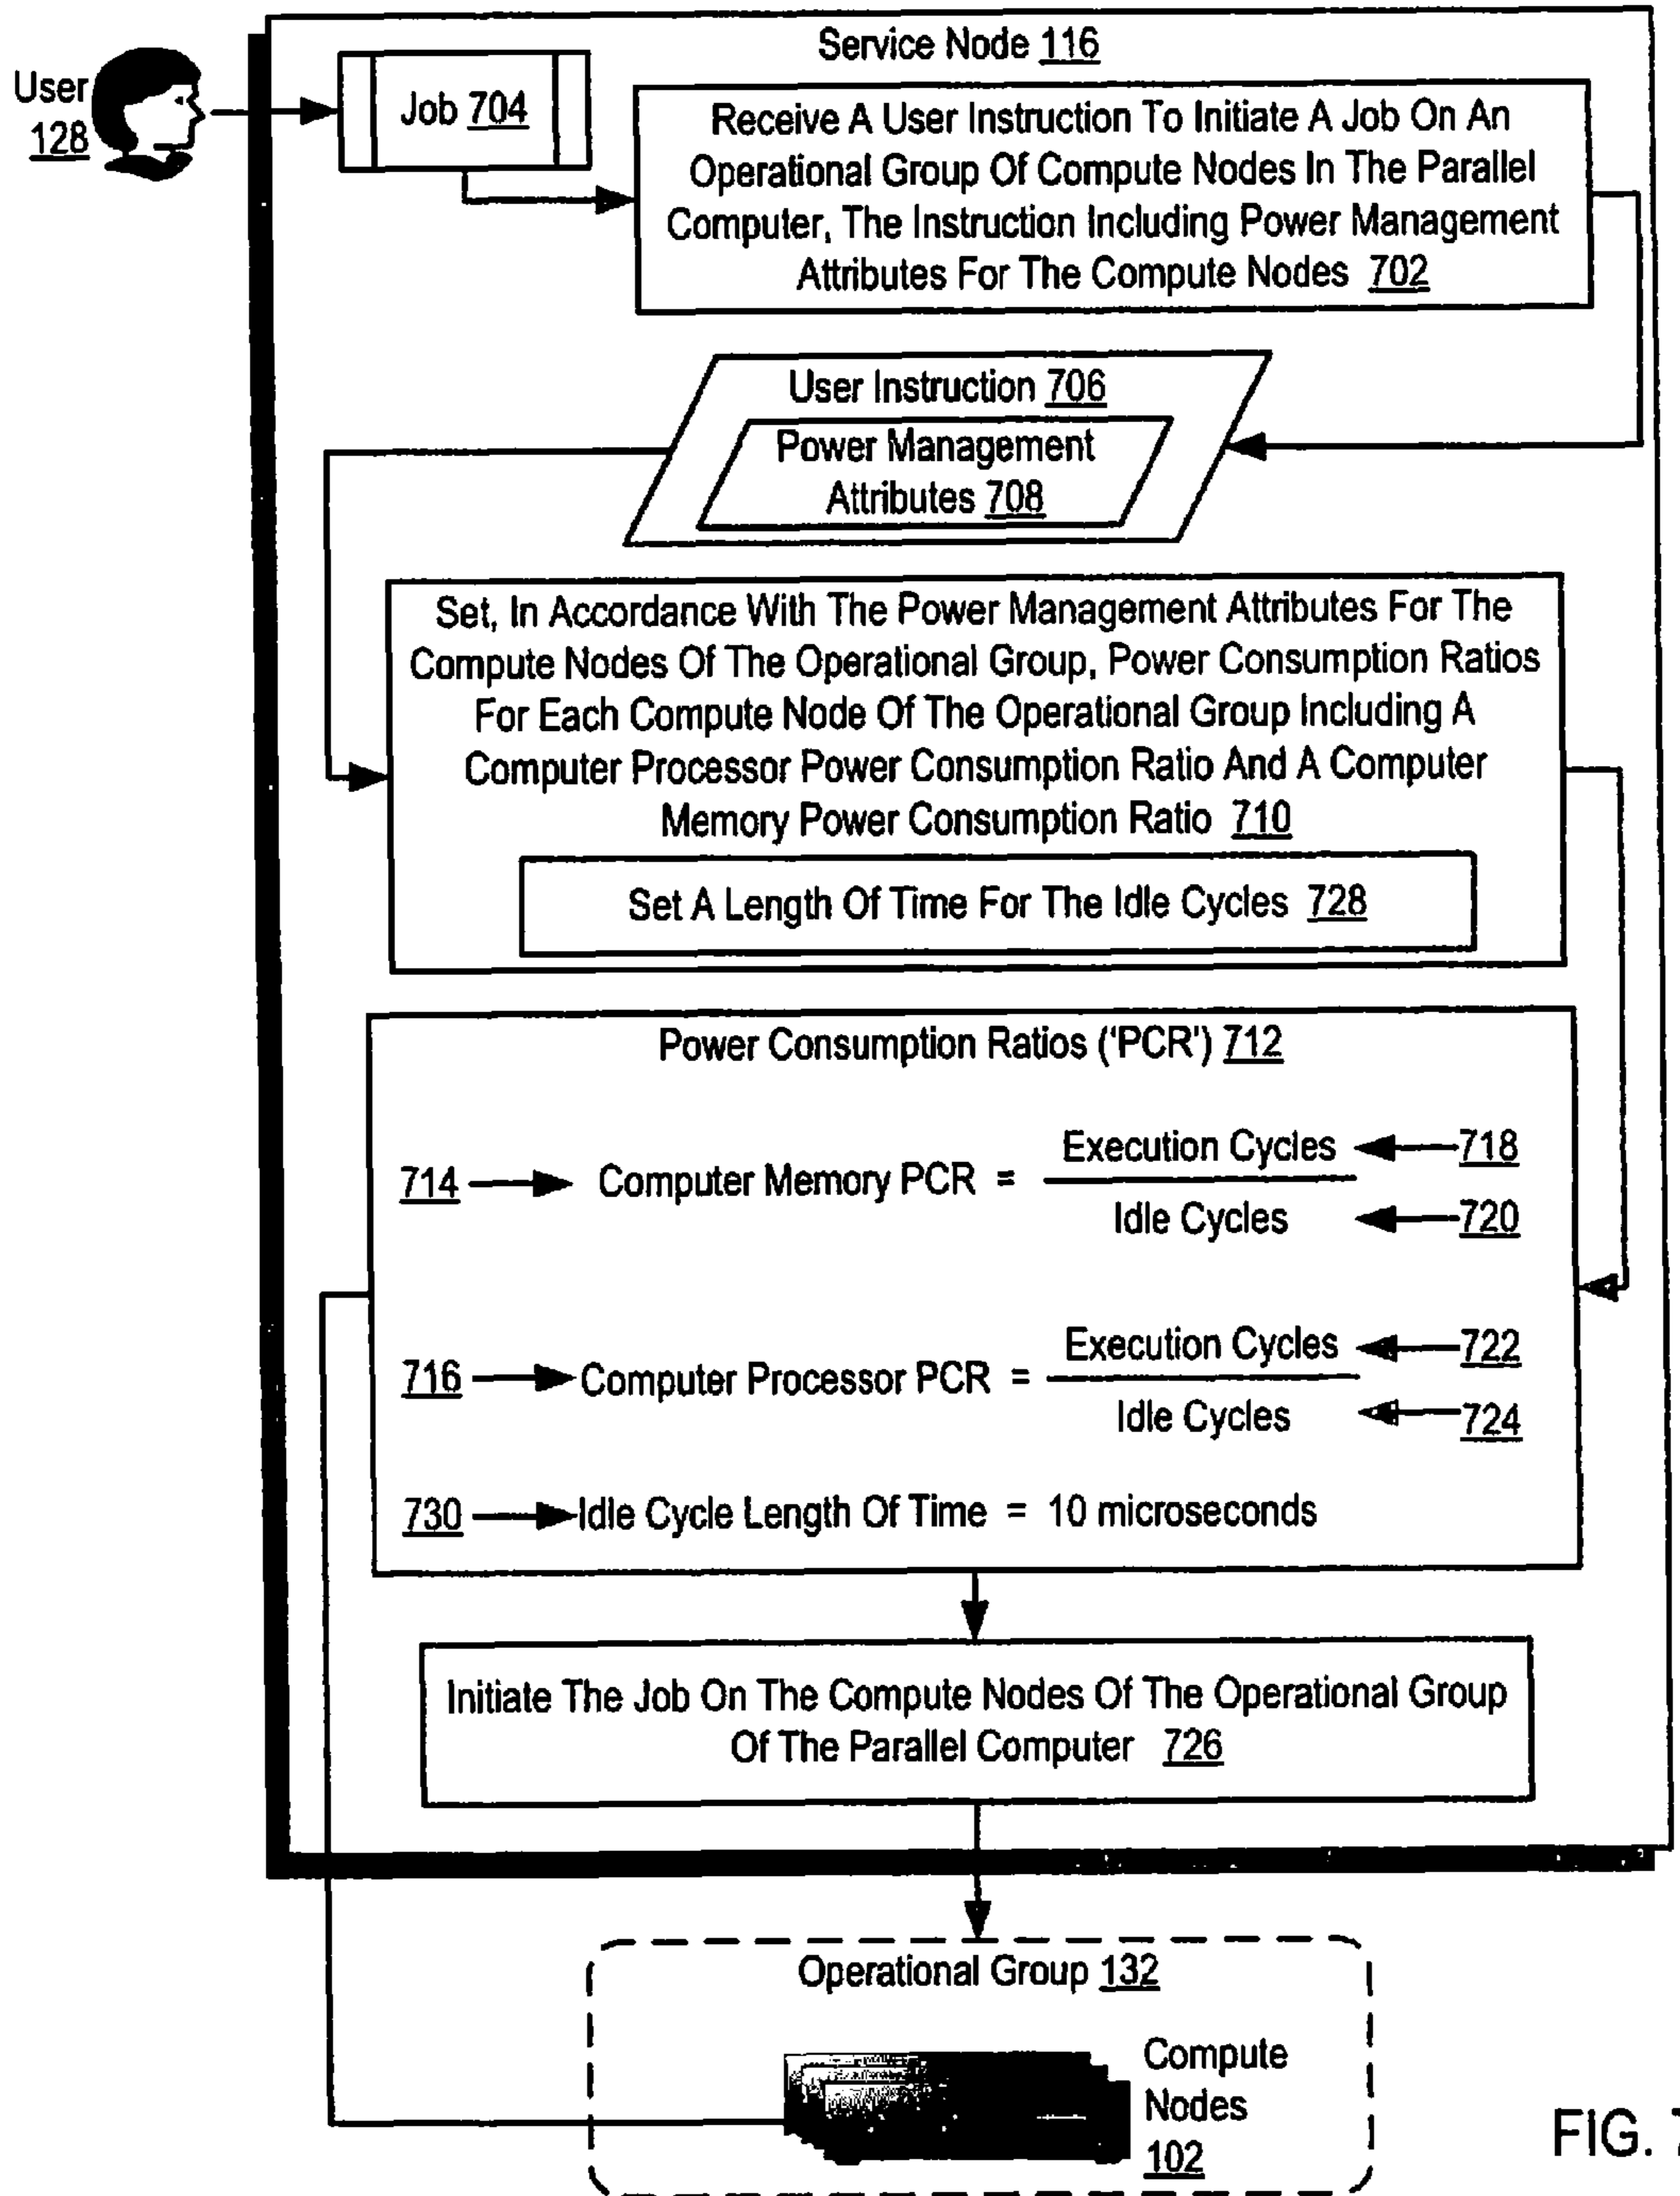 Service Node 116
User
128
Job 704
Receive A User Instruction To Initiate A Job On An
Operational Group Of Compute Nodes In The Parallel
Computer, The Instruction Including Power Management
Attributes For The Compute Nodes 702
User Instruction 706
Power Management
Attributes 708
Set, In Accordance With The Power Management Attributes For The
Compute Nodes Of The Operational Group, Power Consumption Ratios
For Each Compute Node Of The Operational Group Including A
Computer Processor Power Consumption Ratio And A Computer
Memory Power Consumption Ratio 710
Set A Length Of Time For The Idle Cycles 728
Power Consumption Ratios (‘PCR’) 712
Execution Cycles 718
714 Computer Memory PCR =
Idle Cycles 720
Execution Cycles 722
716 Computer Processor PCR =
Idle Cycles 724
730 Idle Cycle Length Of Time = 10 microseconds
Initiate The Job On The Compute Nodes Of The Operational Group
Of The Parallel Computer 726
Operational Group 132
Compute
Nodes
102
FIG. 7